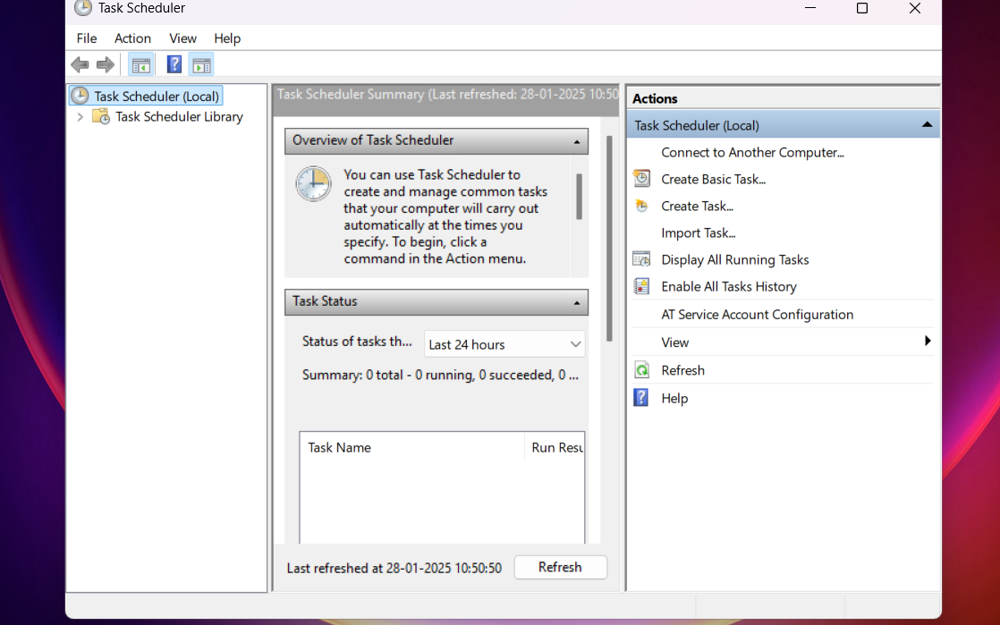 Task Scheduler
File Action View Help
Task Scheduler (Local)
Task Scheduler Library
Task Scheduler Summary (Last refreshed: 28-01-2025 10:50
Overview of Task Scheduler
You can use Task Scheduler to
create and manage common tasks
that your computer will carry out
automatically at the times you
specify. To begin, click a
command in the Action menu.
Task Status
Status of tasks th... Last 24 hours
Summary: 0 total - 0 running, 0 succeeded, 0 ...
Task Name Run Resu
Last refreshed at 28-01-2025 10:50:50 Refresh
Actions
Task Scheduler (Local)
Connect to Another Computer...
Create Basic Task...
Create Task...
Import Task...
Display All Running Tasks
Enable All Tasks History
AT Service Account Configuration
View
Refresh
Help